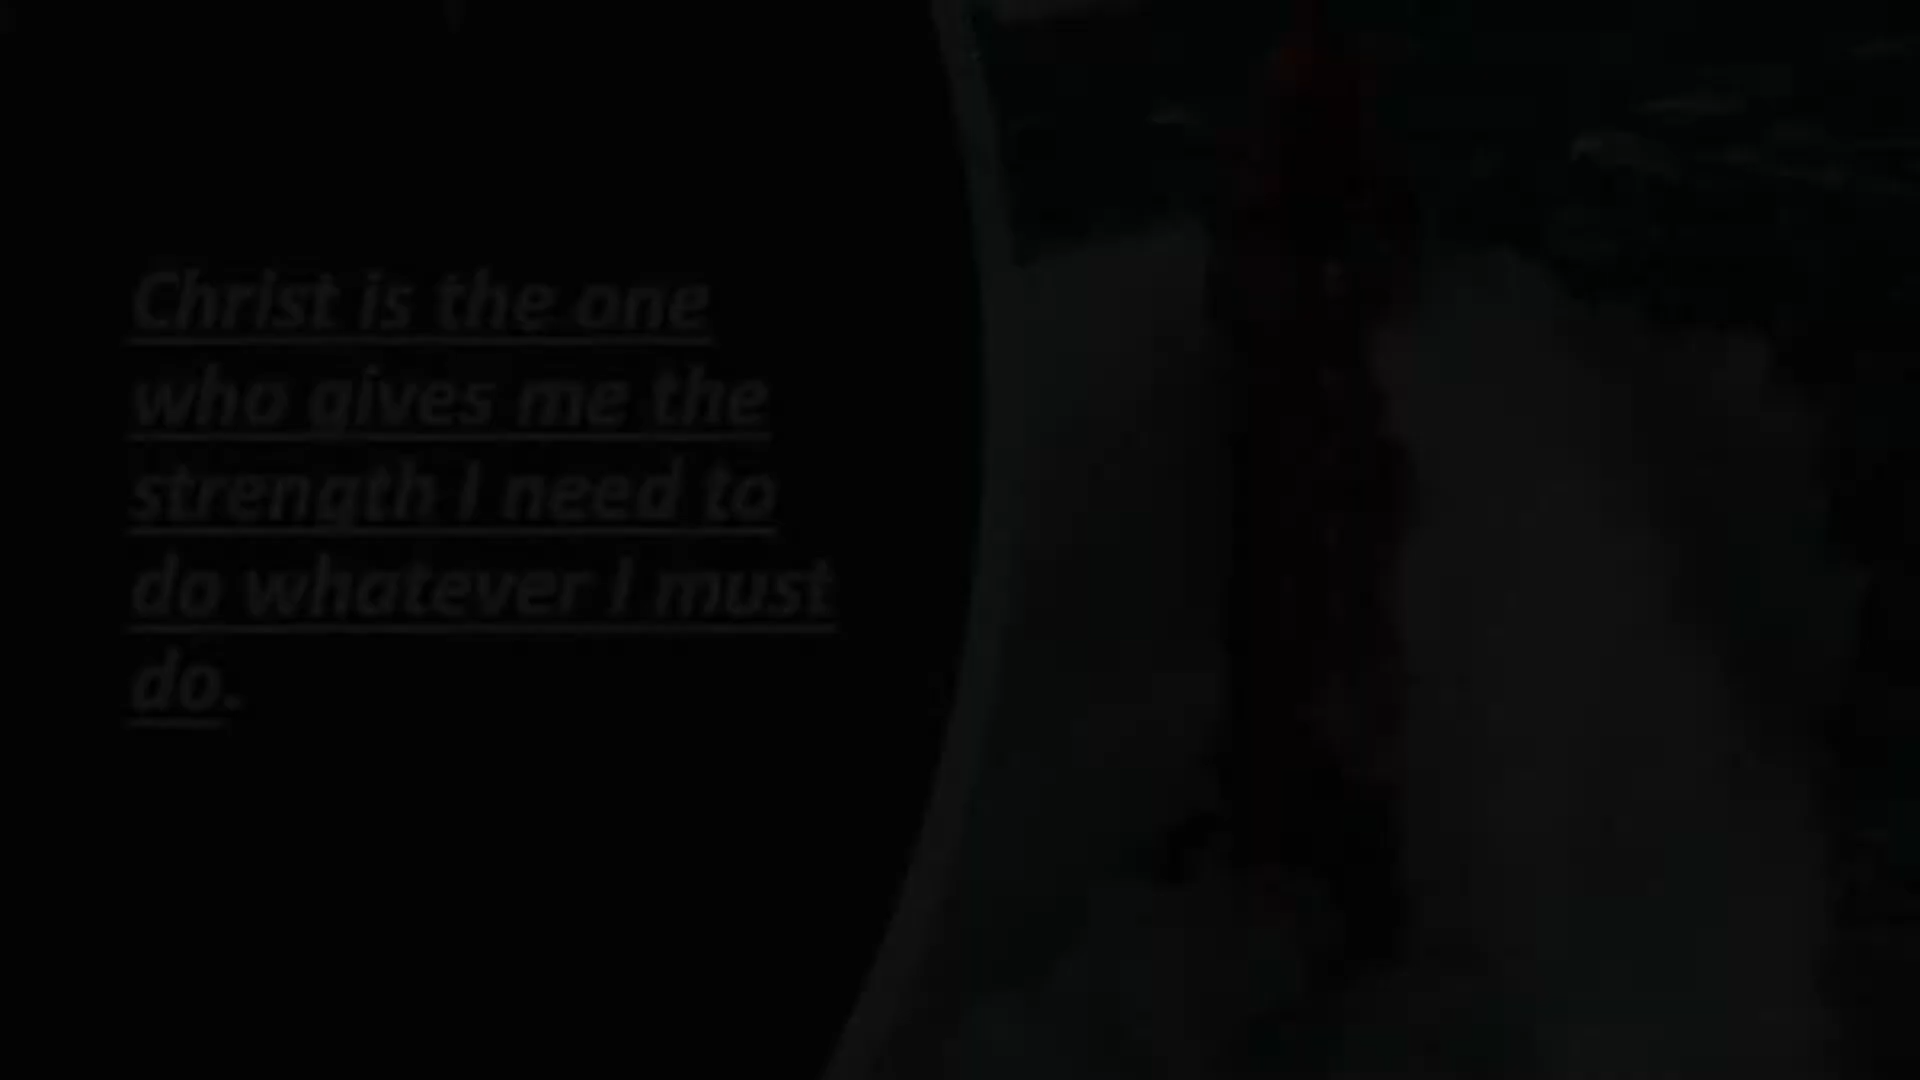 Christ is the one
who gives me the
strength I need to
do whatever I must
do.